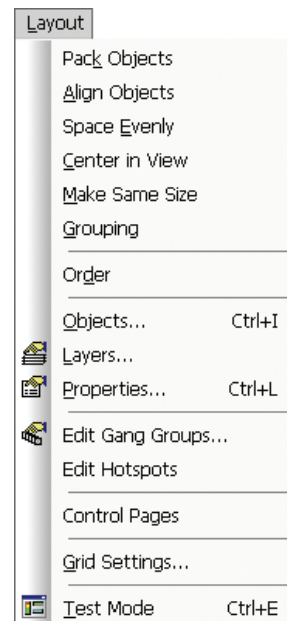 Layout
Pack Objects
Align Objects
Space Evenly
Center in View
Make Same Size
Grouping
Order
Objects... Ctrl+I
Layers...
Properties... Ctrl+L
Edit Gang Groups...
Edit Hotspots
Control Pages
Grid Settings...
Test Mode Ctrl+E